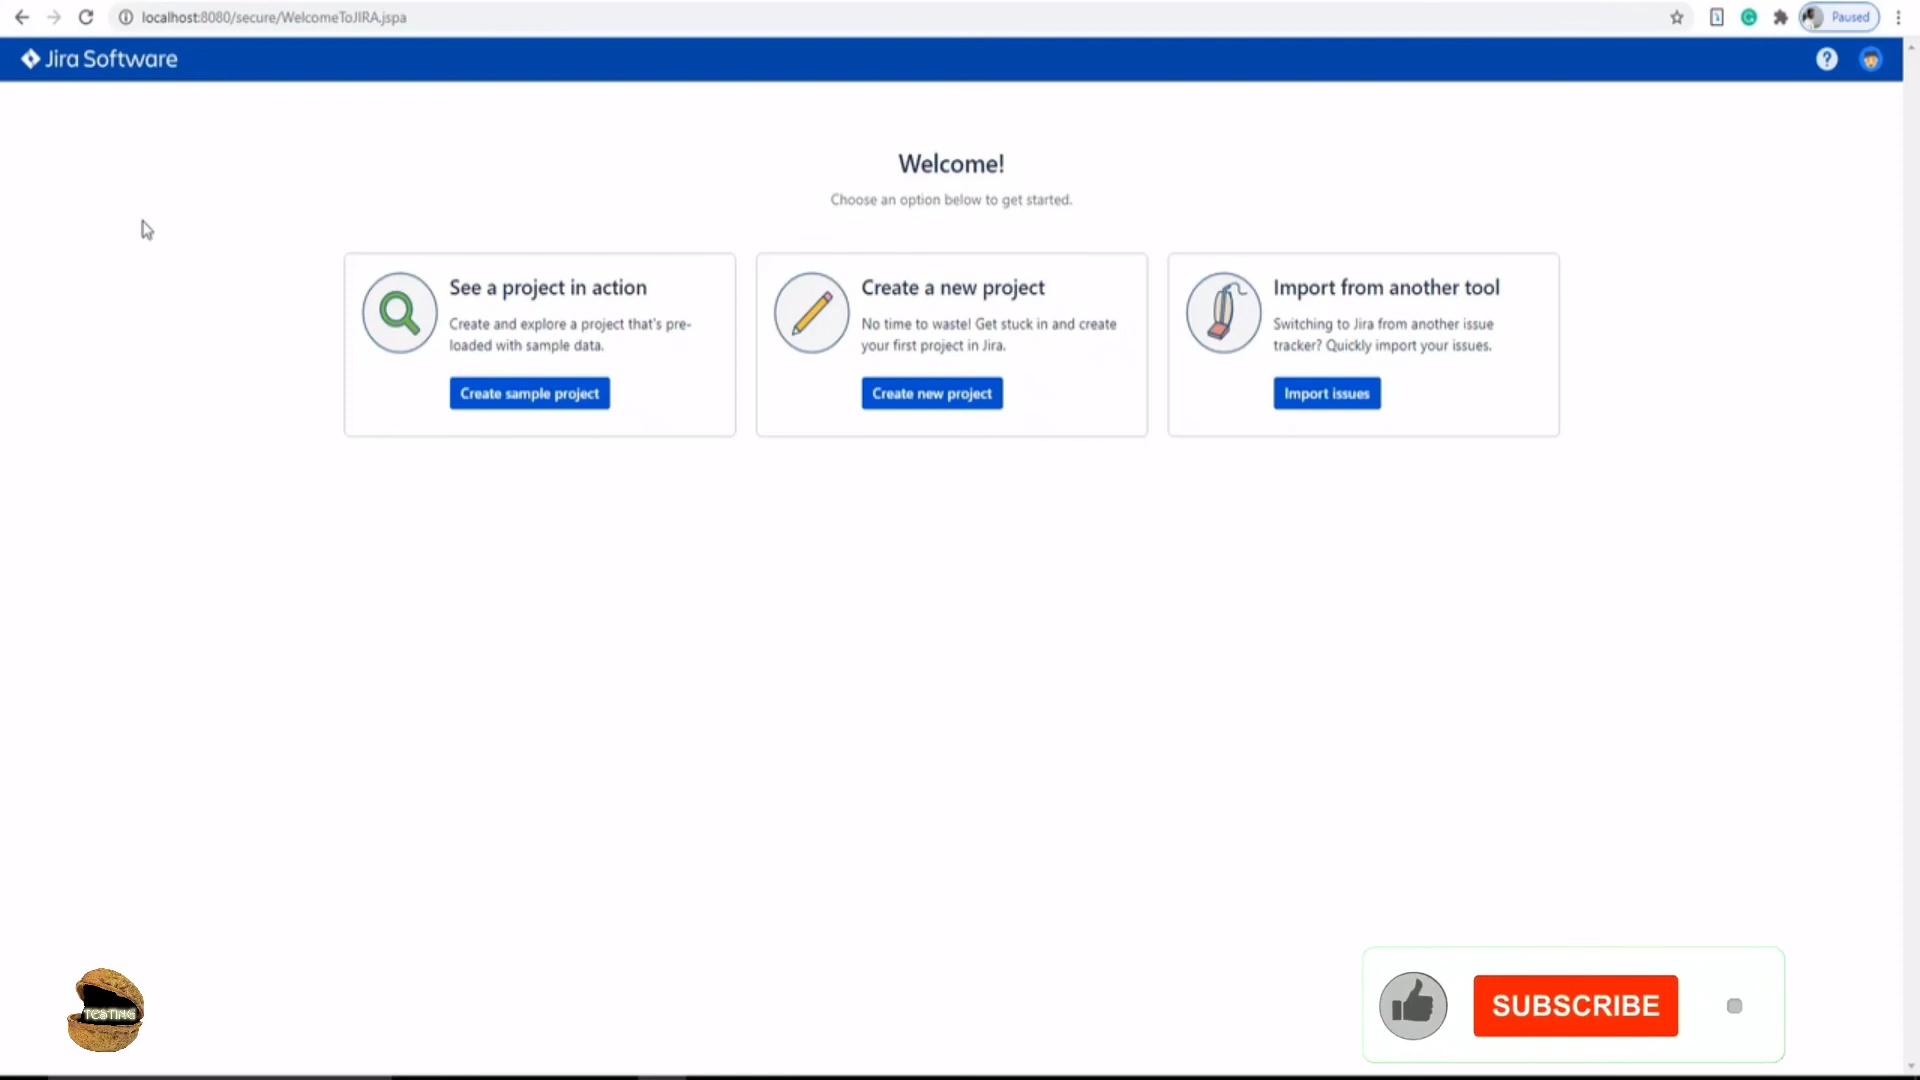 localhost:8080/secure/WelcomeToJIRA.jspa
Paused
Jira Software
?
Welcome!
Choose an option below to get started.
See a project in action
Create and explore a project that's pre-
loaded with sample data.
Create sample project
Create a new project
No time to waste! Get stuck in and create
your first project in Jira.
Create new project
Import from another tool
Switching to Jira from another issue
tracker? Quickly import your issues.
Import issues
TESTING
SUBSCRIBE